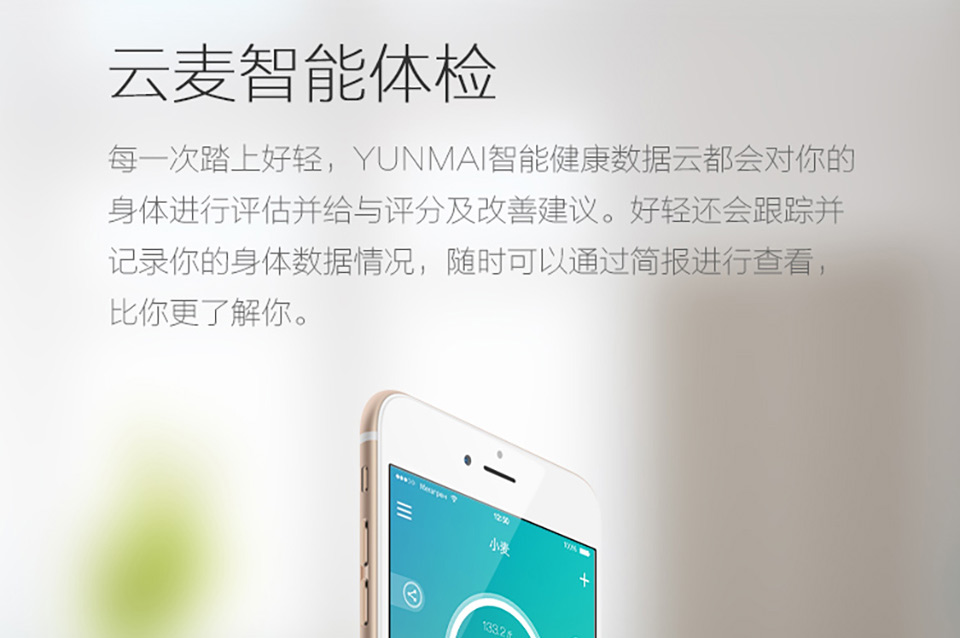 云麦智能体检
每一次踏上好轻，YUNMAI智能健康数据云都会对你的
身体进行评估并给与评分及改善建议。好轻还会跟踪并
记录你的身体数据情况，随时可以通过简报进行查看，
比你更了解你。
12:50
小麦
133.2